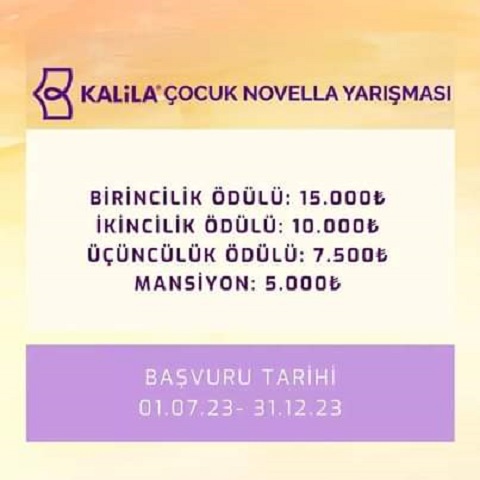 KALİLA® ÇOCUK NOVELLA YARIŞMASI
BİRİNCİLİK ÖDÜLÜ: 15.000₺
İKİNCİLİK ÖDÜLÜ: 10.000₺
ÜÇÜNCÜLÜK ÖDÜLÜ: 7.500₺
MANSİYON: 5.000₺
BAŞVURU TARİHİ
01.07.23- 31.12.23